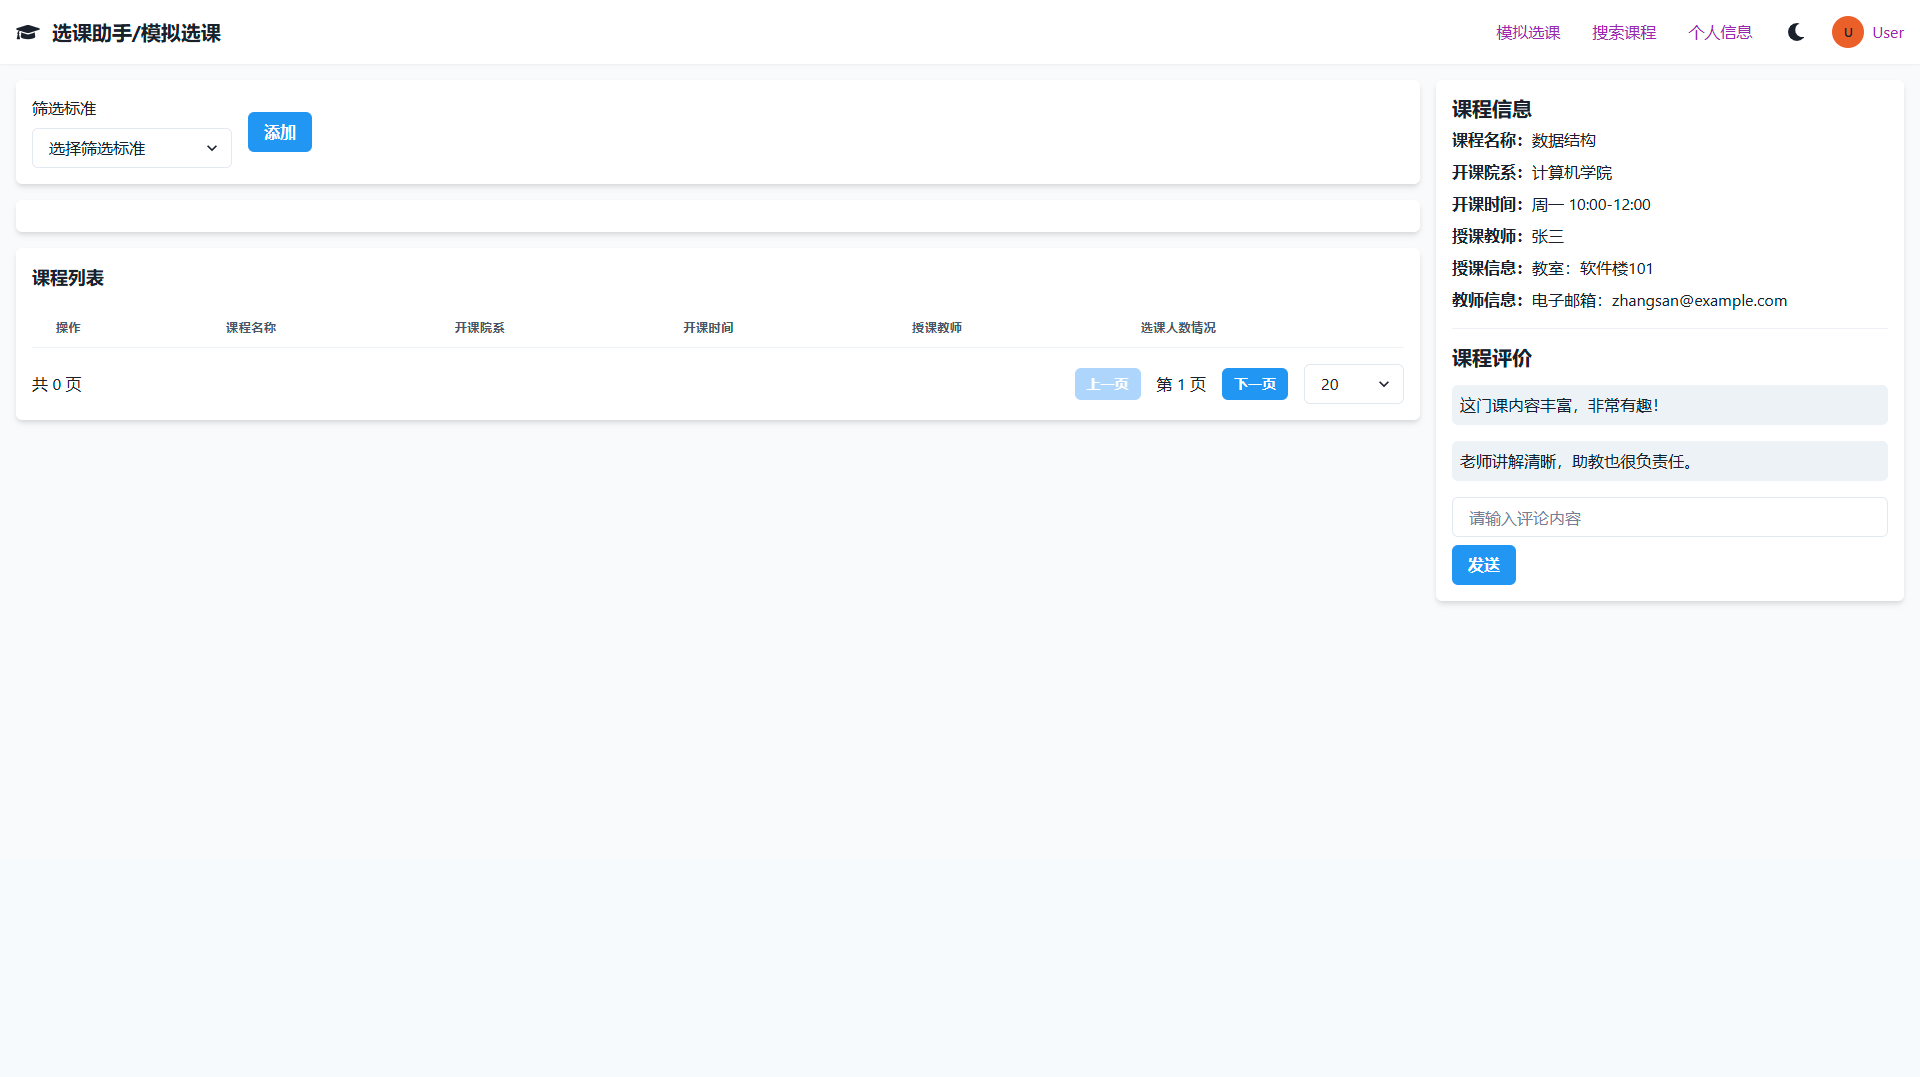 选课助手/模拟选课
模拟选课
搜索课程
个人信息
U
User
筛选标准
选择筛选标准
添加
课程列表
操作 课程名称 开课院系 开课时间 授课教师 选课人数情况
共 0 页
上一页
第 1 页
下一页
20
课程信息
课程名称：数据结构
开课院系：计算机学院
开课时间：周一 10:00-12:00
授课教师：张三
授课信息：教室：软件楼101
教师信息：电子邮箱：zhangsan@example.com
课程评价
这门课内容丰富，非常有趣！
老师讲解清晰，助教也很负责任。
请输入评论内容
发送